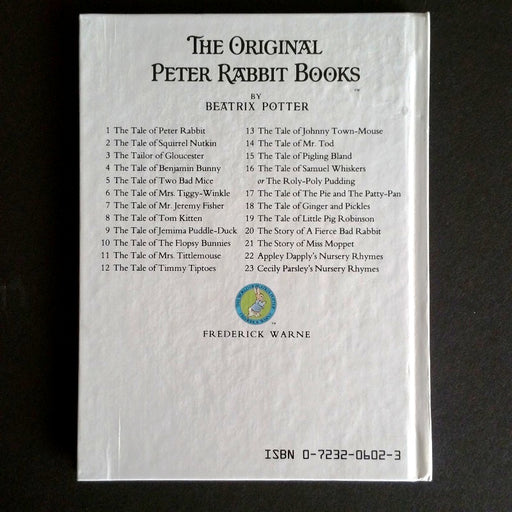 THE ORIGINAL
PETER RABBIT BOOKS
™
BY
BEATRIX POTTER
1 The Tale of Peter Rabbit
2 The Tale of Squirrel Nutkin
3 The Tailor of Gloucester
4 The Tale of Benjamin Bunny
5 The Tale of Two Bad Mice
6 The Tale of Mrs. Tiggy-Winkle
7 The Tale of Mr. Jeremy Fisher
8 The Tale of Tom Kitten
9 The Tale of Jemima Puddle-Duck
10 The Tale of The Flopsy Bunnies
11 The Tale of Mrs. Tittlemouse
12 The Tale of Timmy Tiptoes
13 The Tale of Johnny Town-Mouse
14 The Tale of Mr. Tod
15 The Tale of Pigling Bland
16 The Tale of Samuel Whiskers
or The Roly-Poly Pudding
17 The Tale of The Pie and The Patty-Pan
18 The Tale of Ginger and Pickles
19 The Tale of Little Pig Robinson
20 The Story of A Fierce Bad Rabbit
21 The Story of Miss Moppet
22 Appley Dapply's Nursery Rhymes
23 Cecily Parsley's Nursery Rhymes
™
FREDERICK WARNE
ISBN 0-7232-0602-3